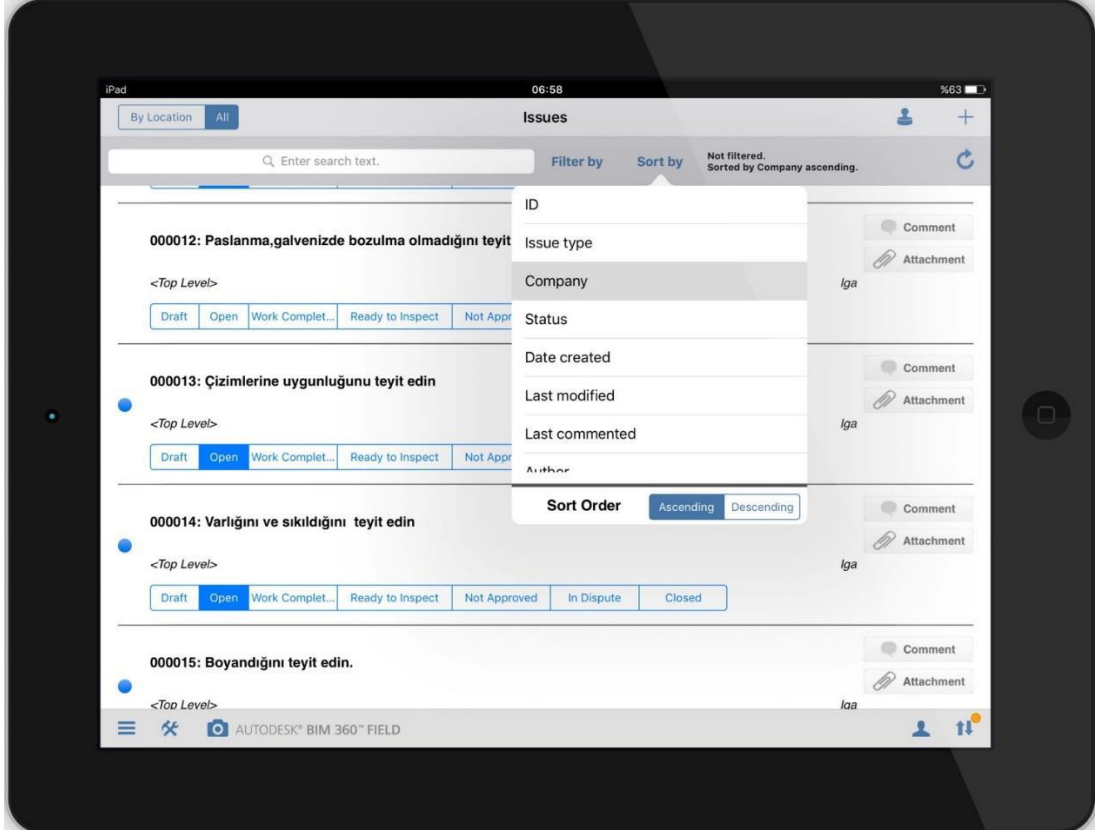 iPad 06:58 %63
By Location All Issues
Enter search text. Filter by Sort by Not filtered.
Sorted by Company ascending.
ID
Issue type
Company
Status
Date created
Last modified
Last commented
Author
Sort Order Ascending Descending
000012: Paslanma,galvenizde bozulma olmadığını teyit
Comment
Attachment
<Top Level> Iga
Draft Open Work Complet... Ready to Inspect Not Appr
000013: Çizimlerine uygunluğunu teyit edin
Comment
Attachment
<Top Level> Iga
Draft Open Work Complet... Ready to Inspect Not Appr
000014: Varlığını ve sıkıldığını teyit edin
Comment
Attachment
<Top Level> Iga
Draft Open Work Complet... Ready to Inspect Not Approved In Dispute Closed
000015: Boyandığını teyit edin.
Comment
Attachment
<Top Level> Iga
AUTODESK® BIM 360™ FIELD